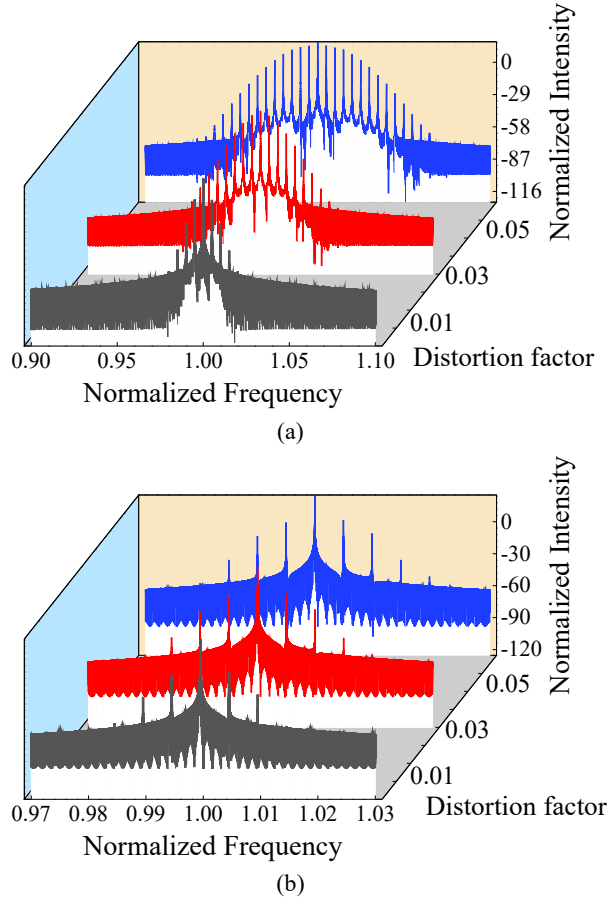 0
-29
-58
-87
-116
Normalized Intensity
0.05
0.03
0.01
Distortion factor
0.90 0.95 1.00 1.05 1.10
Normalized Frequency
(a)
0
-30
-60
-90
-120
Normalized Intensity
0.05
0.03
0.01
Distortion factor
0.97 0.98 0.99 1.00 1.01 1.02 1.03
Normalized Frequency
(b)